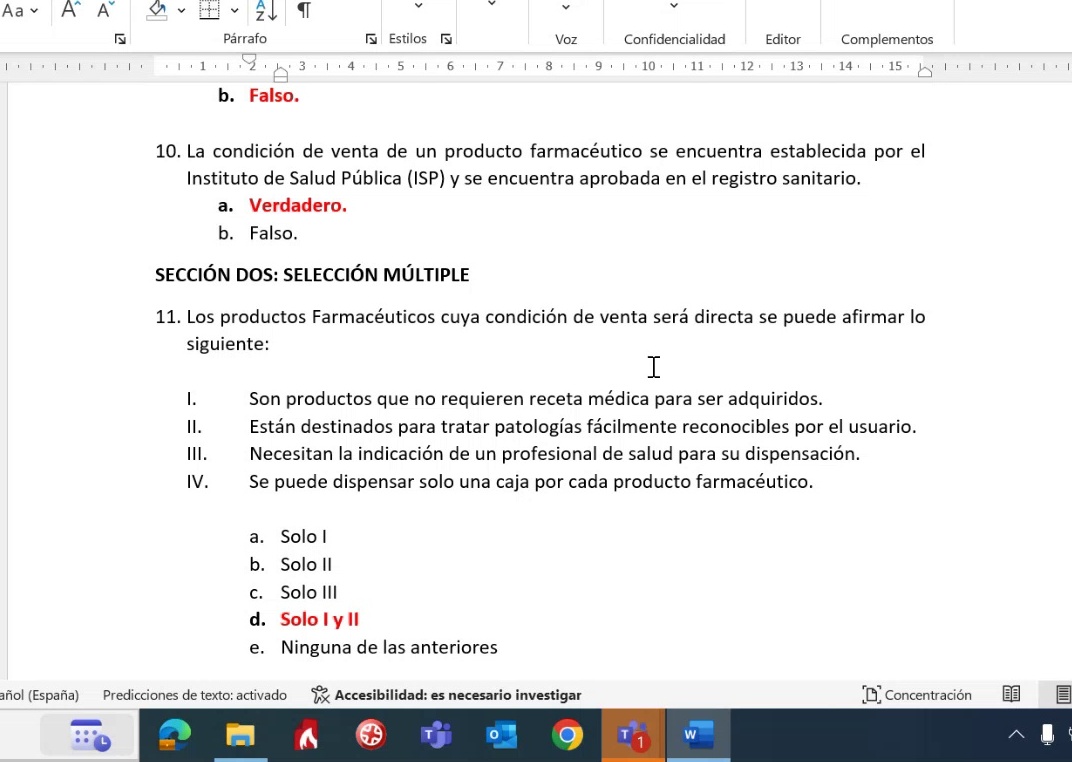 Aa
A
A
A
Z
¶
Párrafo
Estilos
Voz
Confidencialidad
Editor
Complementos
1 2 3 4 5 6 7 8 9 10 11 12 13 14 15
b. Falso.
10. La condición de venta de un producto farmacéutico se encuentra establecida por el
Instituto de Salud Pública (ISP) y se encuentra aprobada en el registro sanitario.
a. Verdadero.
b. Falso.
SECCIÓN DOS: SELECCIÓN MÚLTIPLE
11. Los productos Farmacéuticos cuya condición de venta será directa se puede afirmar lo
siguiente:
I. Son productos que no requieren receta médica para ser adquiridos.
II. Están destinados para tratar patologías fácilmente reconocibles por el usuario.
III. Necesitan la indicación de un profesional de salud para su dispensación.
IV. Se puede dispensar solo una caja por cada producto farmacéutico.
a. Solo I
b. Solo II
c. Solo III
d. Solo I y II
e. Ninguna de las anteriores
añol (España) Predicciones de texto: activado Accesibilidad: es necesario investigar Concentración
T O T 1 W